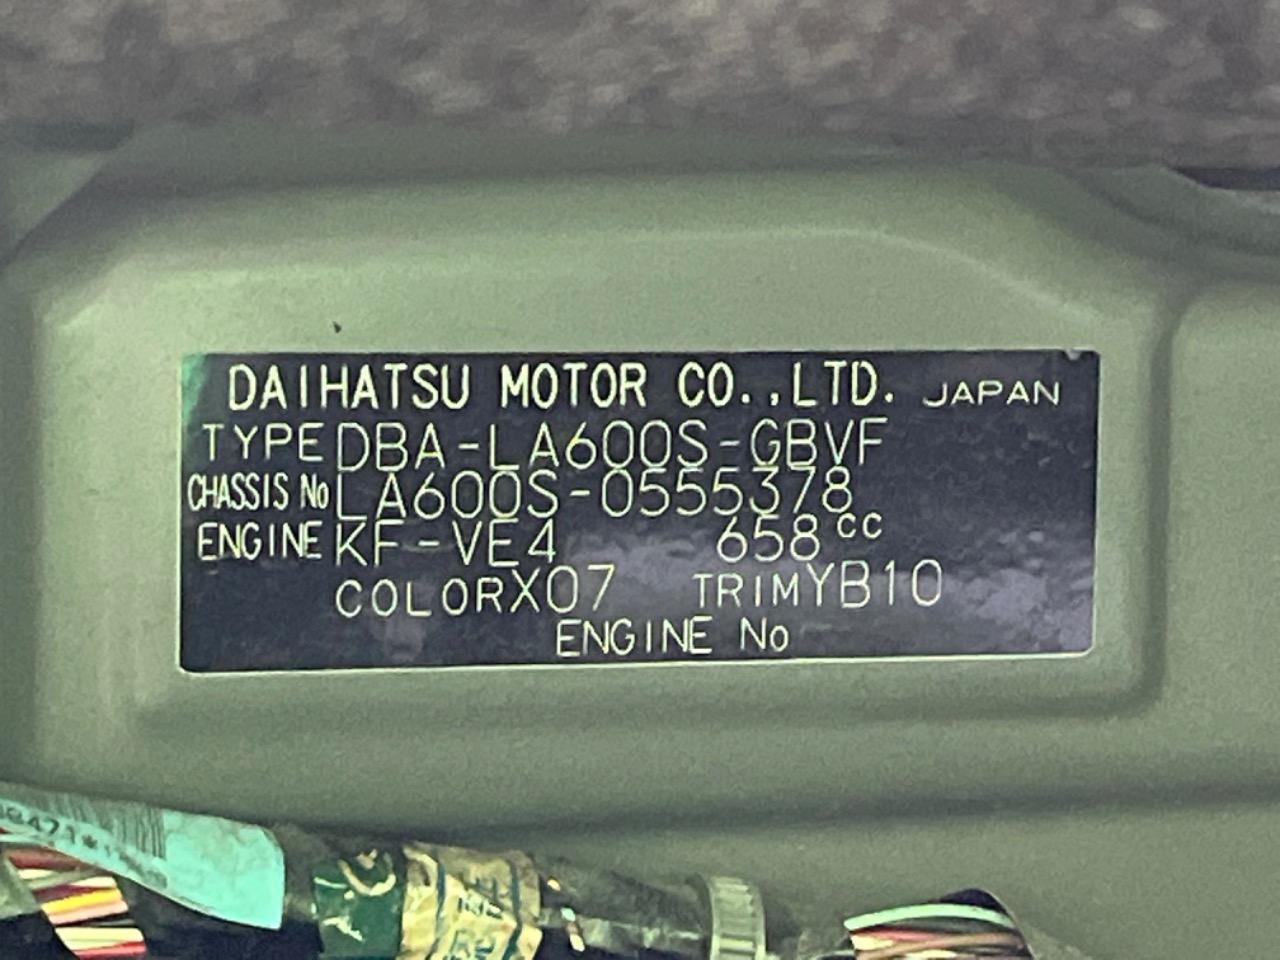 DAIHATSU MOTOR CO.,LTD. JAPAN
TYPE DBA-LA600S-GBVF
CHASSIS No LA600S-0555378
ENGINE KF-VE4 658cc
COLOR X07 TRIM YB10
ENGINE No